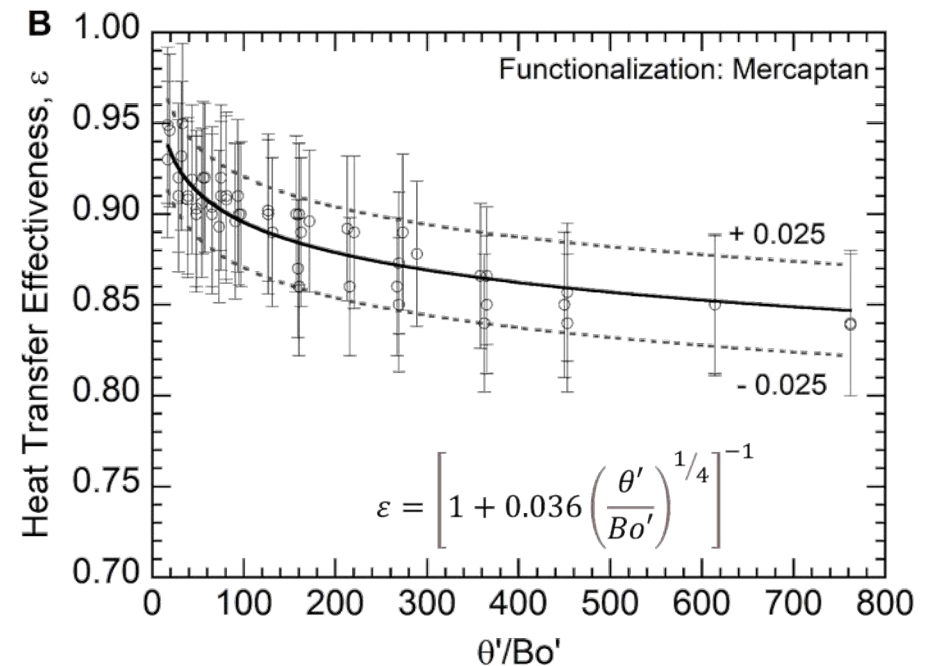 B
1.00
Functionalization: Mercaptan
0.95
0.90
+ 0.025
0.85
0.80
- 0.025
0.75
ε = [1 + 0.036 (θ'/Bo')^1/4]^−1
0.70
0 100 200 300 400 500 600 700 800
θ'/Bo'
Heat Transfer Effectiveness, ε